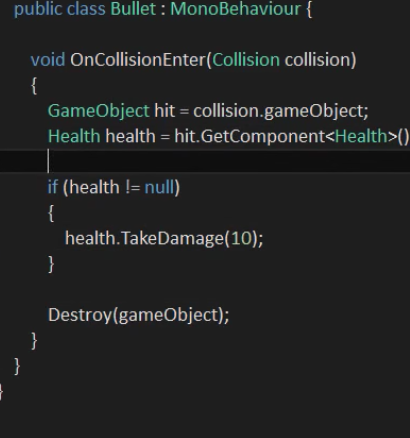 public class Bullet : MonoBehaviour {
void OnCollisionEnter(Collision collision)
{
GameObject hit = collision.gameObject;
Health health = hit.GetComponent<Health>()
if (health != null)
{
health.TakeDamage(10);
}
Destroy(gameObject);
}
}
}